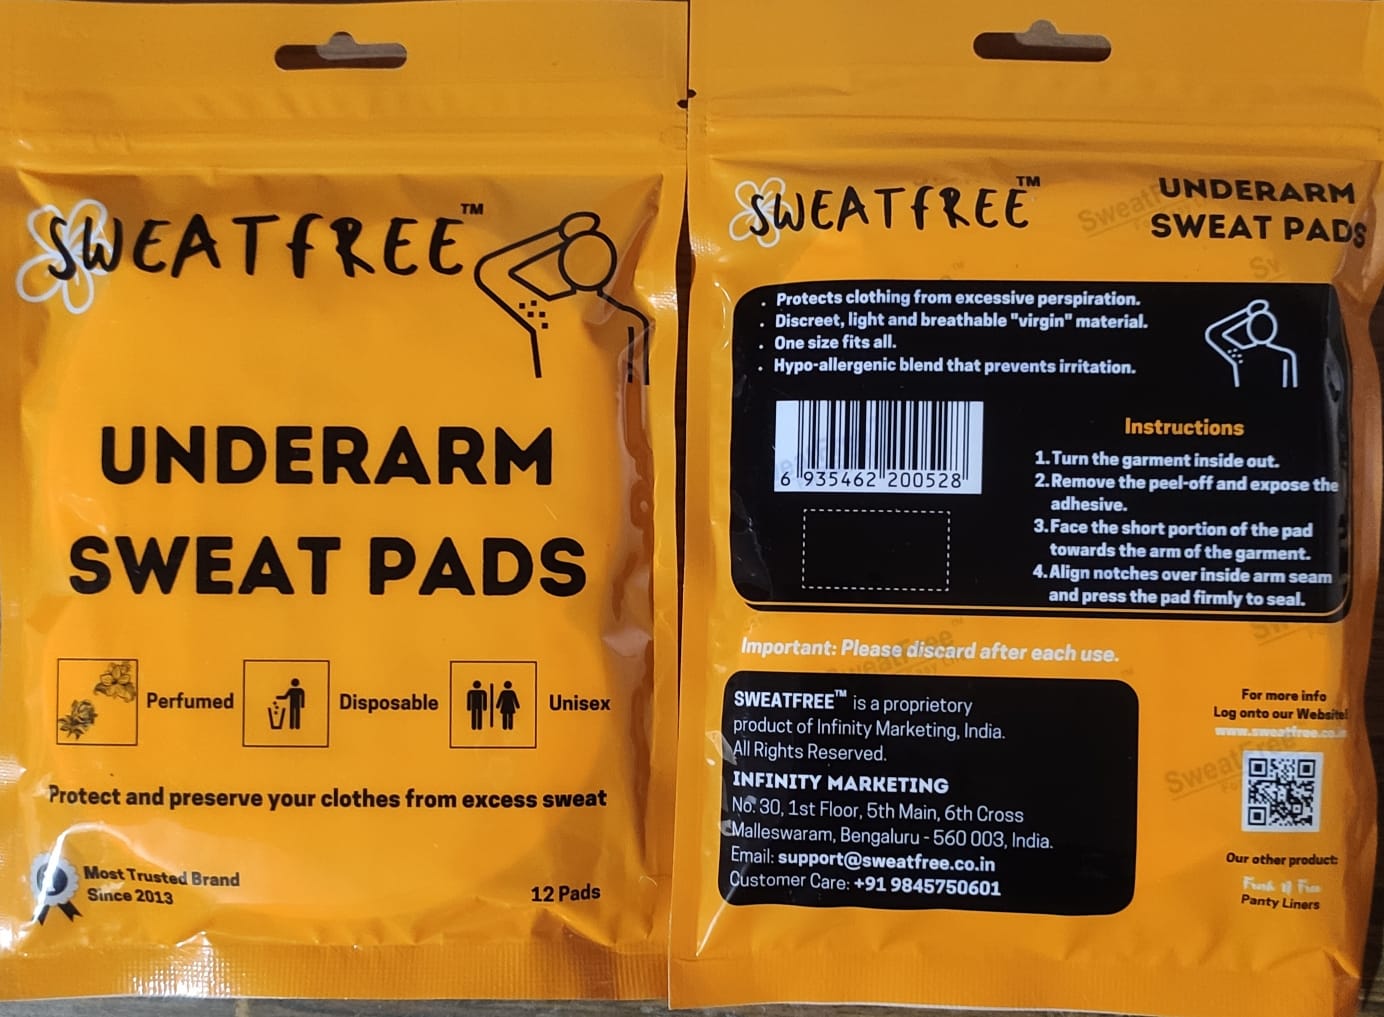 SWEATFREE™
UNDERARM
SWEAT PADS
Perfumed
Disposable
Unisex
Protect and preserve your clothes from excess sweat
Most Trusted Brand
Since 2013
12 Pads
SWEATFREE™
UNDERARM
SWEAT PADS
• Protects clothing from excessive perspiration.
• Discreet, light and breathable "virgin" material.
• One size fits all.
• Hypo-allergenic blend that prevents irritation.
6 935462 200528
Instructions
1. Turn the garment inside out.
2. Remove the peel-off and expose the
adhesive.
3. Face the short portion of the pad
towards the arm of the garment.
4. Align notches over inside arm seam
and press the pad firmly to seal.
Important: Please discard after each use.
SWEATFREE™ is a proprietary
product of Infinity Marketing, India.
All Rights Reserved.
INFINITY MARKETING
No. 30, 1st Floor, 5th Main, 6th Cross
Malleswaram, Bengaluru - 560 003, India.
Email: support@sweatfree.co.in
Customer Care: +91 9845750601
For more info
Log onto our Website!
www.sweatfree.co.in
Our other product:
Fresh N Free
Panty Liners